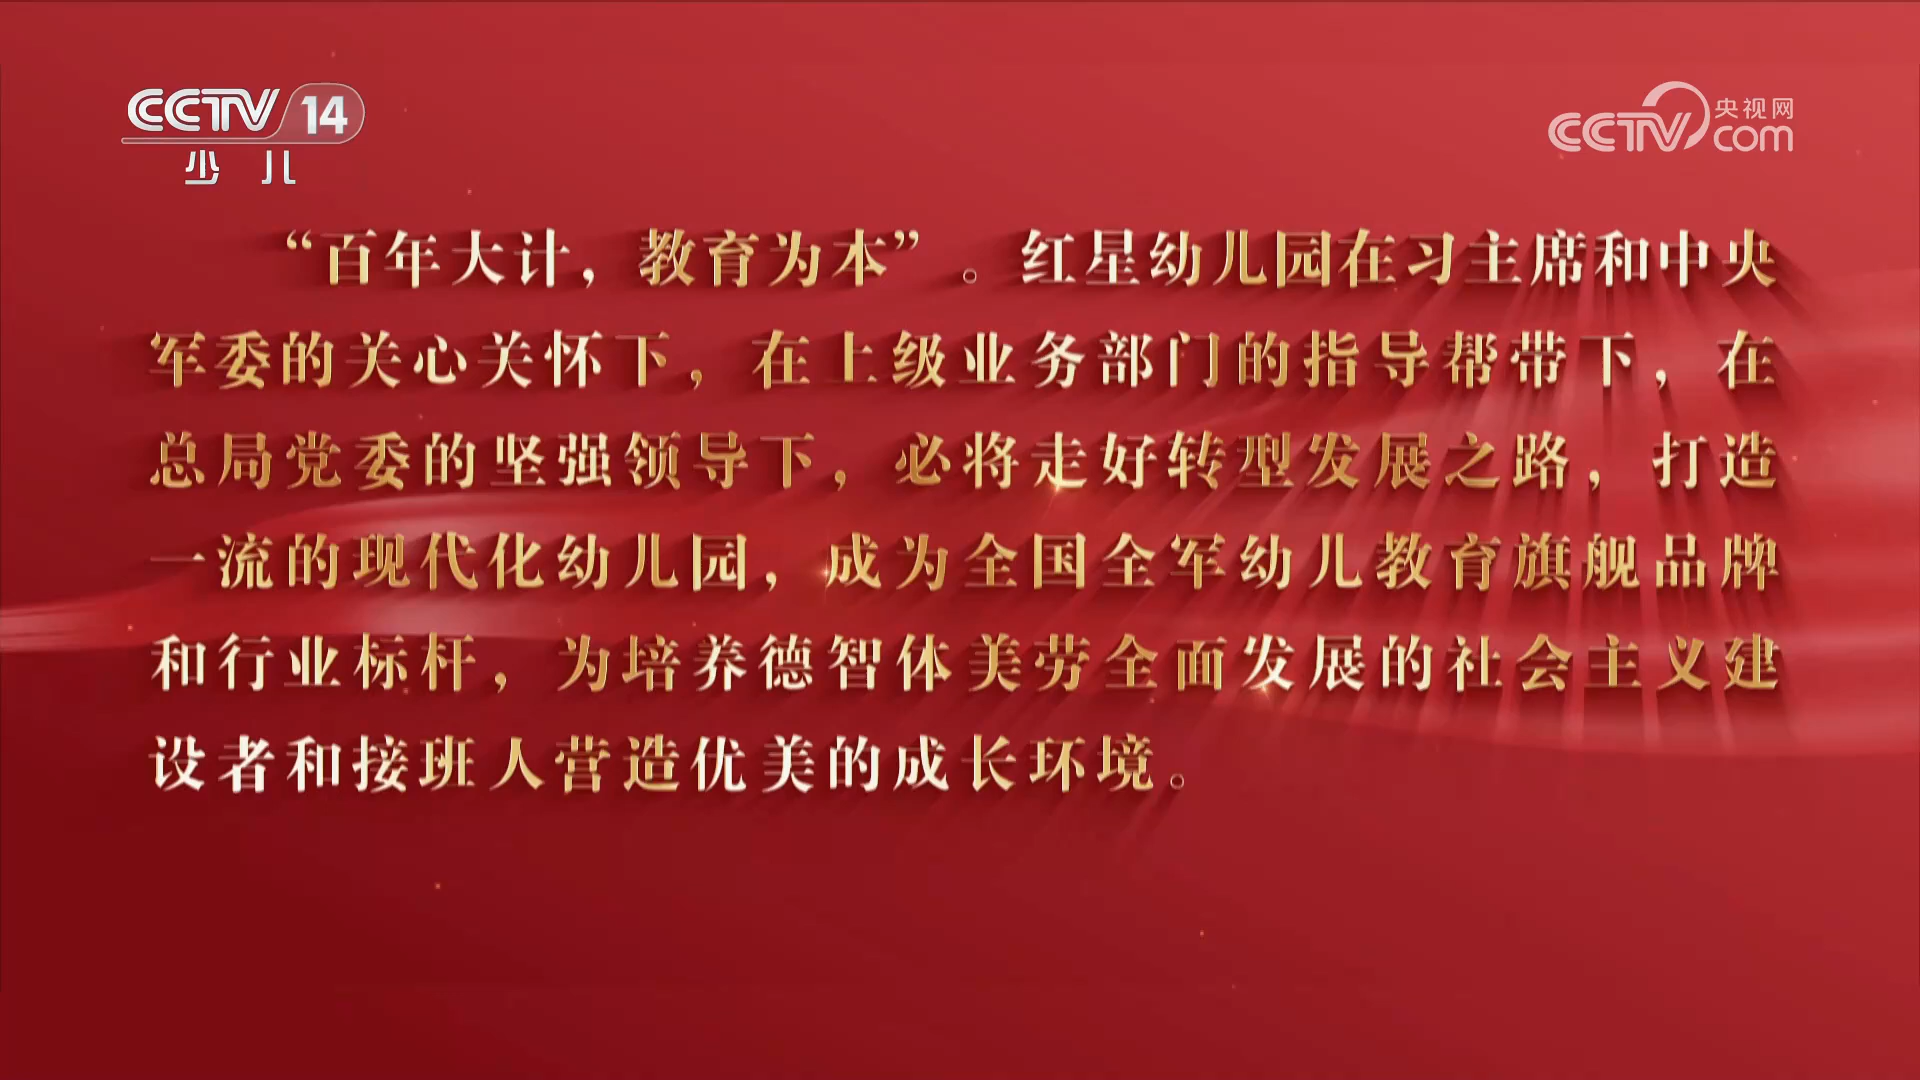 CCTV 14
少儿
央视网
CCTV.com
“百年大计，教育为本”。红星幼儿园在习主席和中央
军委的关心关怀下，在上级业务部门的指导帮带下，在
总局党委的坚强领导下，必将走好转型发展之路，打造
一流的现代化幼儿园，成为全国全军幼儿教育旗舰品牌
和行业标杆，为培养德智体美劳全面发展的社会主义建
设者和接班人营造优美的成长环境。